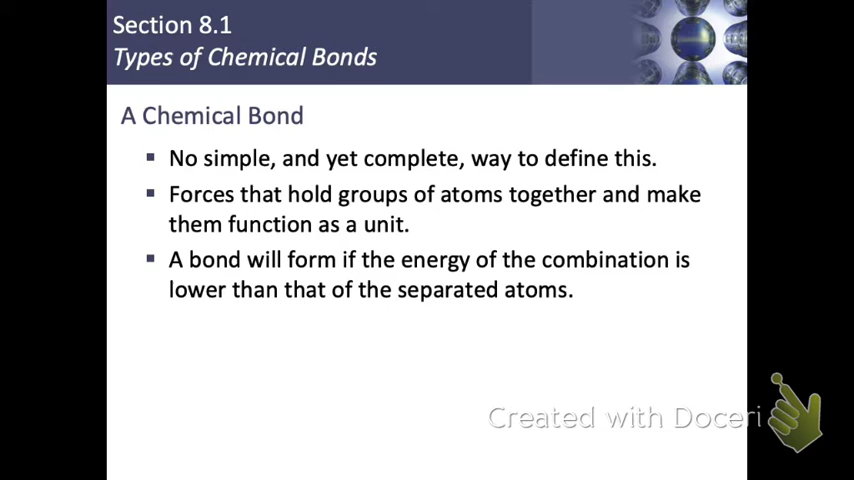 Section 8.1
Types of Chemical Bonds
A Chemical Bond
▪ No simple, and yet complete, way to define this.
▪ Forces that hold groups of atoms together and make
them function as a unit.
▪ A bond will form if the energy of the combination is
lower than that of the separated atoms.
Created with Doceri